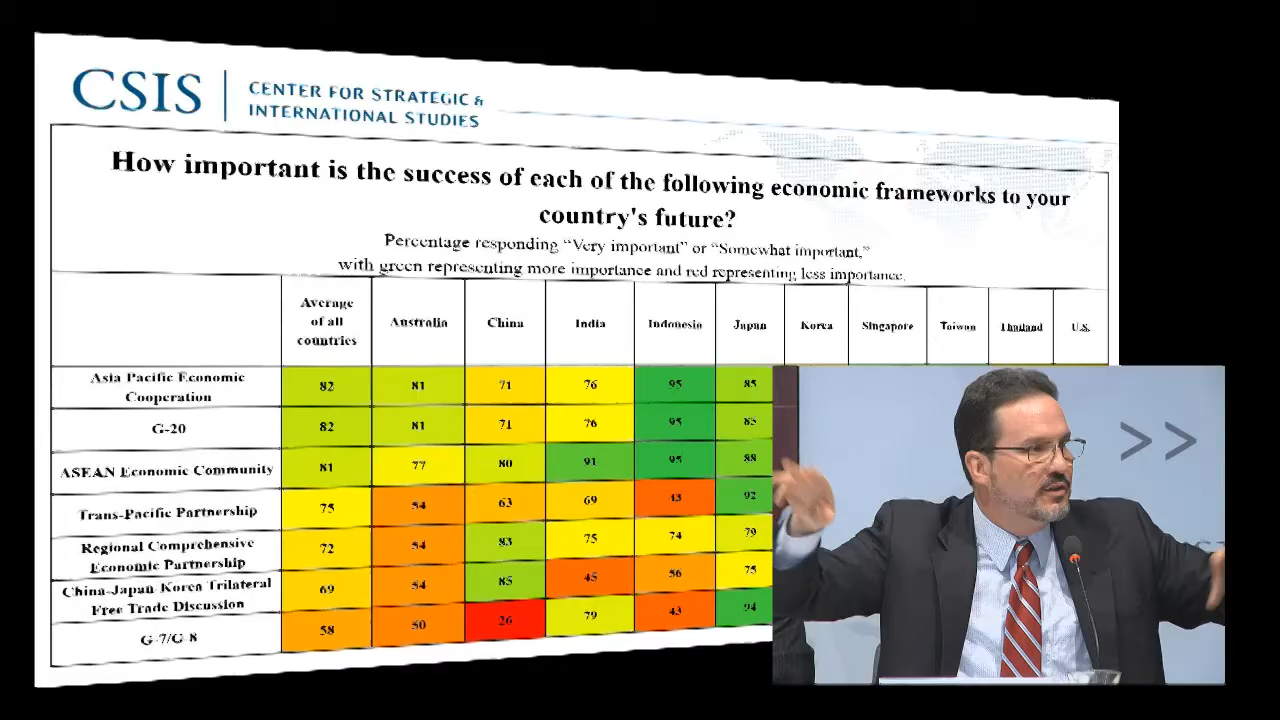 CSIS
CENTER FOR STRATEGIC &
INTERNATIONAL STUDIES
How important is the success of each of the following economic frameworks to your
country's future?
Percentage responding “Very important” or “Somewhat important,”
with green representing more importance and red representing less importance.
Average of all countries Australia China India Indonesia Japan Korea Singapore Taiwan Thailand U.S.
Asia Pacific Economic Cooperation 82 81 71 76 95 85
G-20 82 81 71 76 95 85
ASEAN Economic Community 81 77 80 91 95 88
Trans-Pacific Partnership 75 54 63 69 43 92
Regional Comprehensive Economic Partnership 72 54 83 75 74 79
China-Japan-Korea Trilateral Free Trade Discussion 69 54 85 45 56 75
G-7/G-8 58 50 26 79 43 94
>>